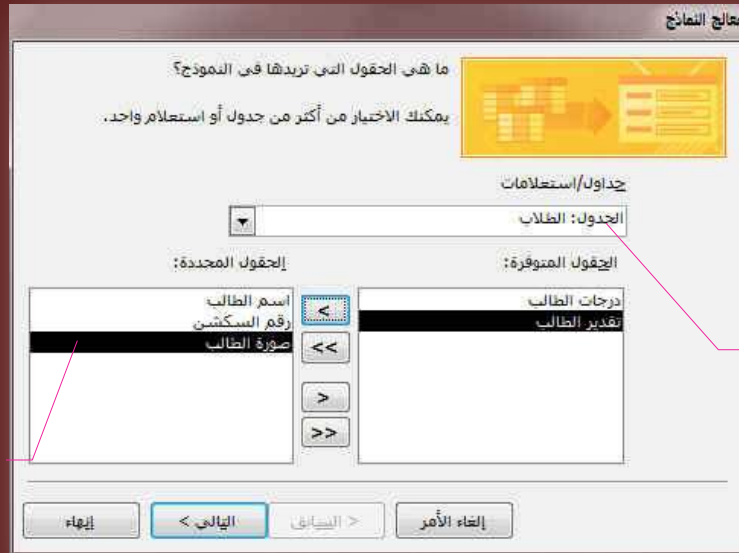 معالج النماذج
ما هي الحقول التي تريدها في النموذج؟
يمكنك الاختيار من أكثر من جدول أو استعلام واحد.
جداول/استعلامات
الجدول: الطلاب
الحقول المتوفرة:
الحقول المحددة:
درجات الطالب
تقدير الطالب
اسم الطالب
رقم السكشن
صورة الطالب
<
<<
>
>>
إلغاء الأمر
< السابق
التالي >
إنهاء